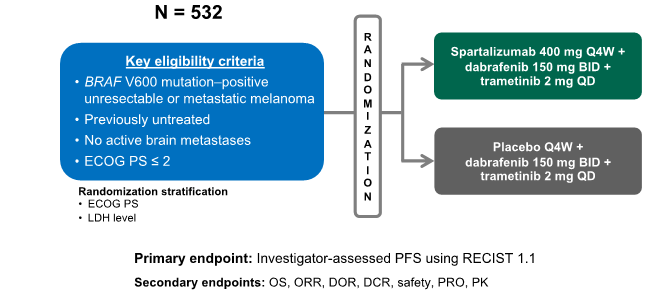 N = 532
Key eligibility criteria
• BRAF V600 mutation–positive
unresectable or metastatic melanoma
• Previously untreated
• No active brain metastases
• ECOG PS ≤ 2
Randomization stratification
• ECOG PS
• LDH level
RANDOMIZATION
Spartalizumab 400 mg Q4W +
dabrafenib 150 mg BID +
trametinib 2 mg QD
Placebo Q4W +
dabrafenib 150 mg BID +
trametinib 2 mg QD
Primary endpoint: Investigator-assessed PFS using RECIST 1.1
Secondary endpoints: OS, ORR, DOR, DCR, safety, PRO, PK